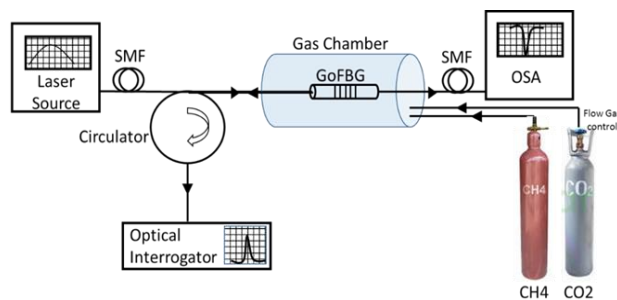 Laser
Source
SMF
Circulator
Optical
Interrogator
Gas Chamber
GoFBG
SMF
OSA
Flow Ga
control
CH4
CO2
CH4
CO2